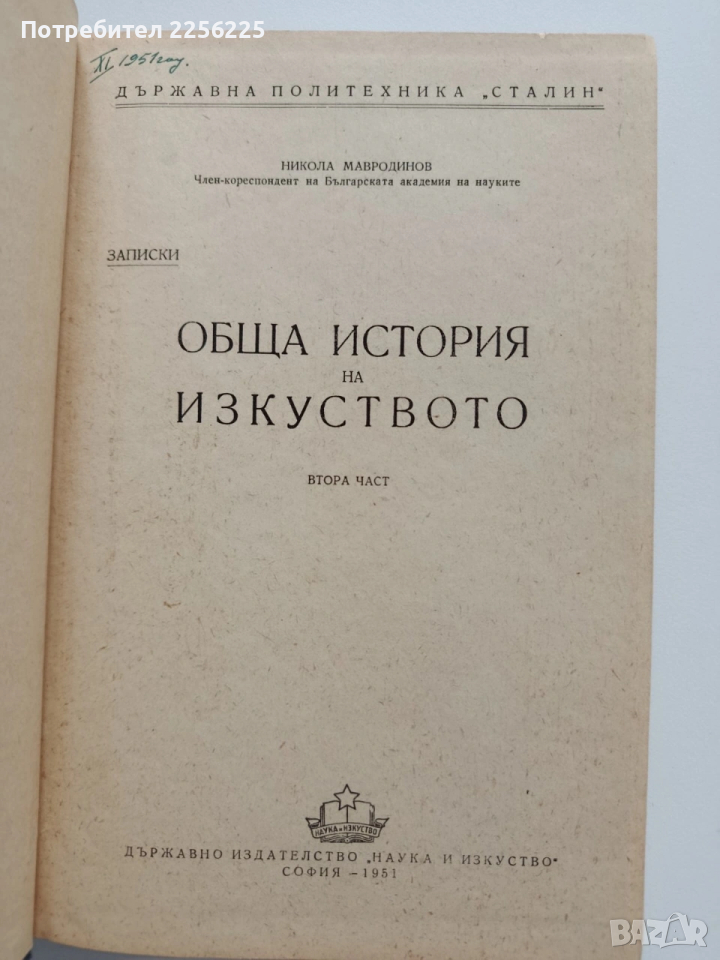 Потребител 2256225
XI 1951 год.
ДЪРЖАВНА ПОЛИТЕХНИКА „СТАЛИН“
НИКОЛА МАВРОДИНОВ
Член-кореспондент на Българската академия на науките
ЗАПИСКИ
ОБЩА ИСТОРИЯ
НА
ИЗКУСТВОТО
ВТОРА ЧАСТ
НАУКА И ИЗКУСТВО
ДЪРЖАВНО ИЗДАТЕЛСТВО „НАУКА И ИЗКУСТВО“
СОФИЯ – 1951
BAZAR